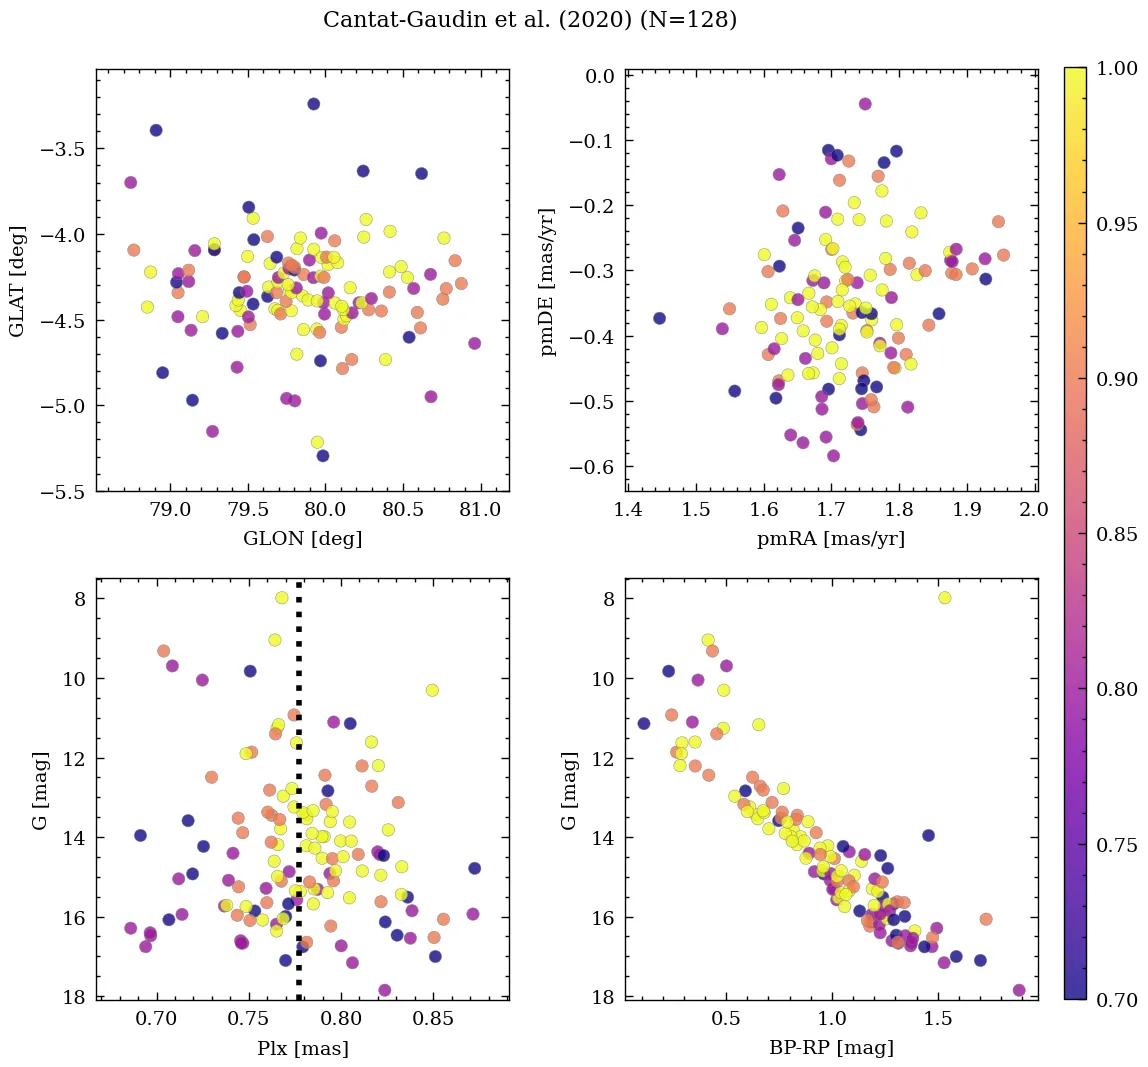 Cantat-Gaudin et al. (2020) (N=128)
GLAT [deg]
−3.5
−4.0
−4.5
−5.0
−5.5
79.0 79.5 80.0 80.5 81.0
GLON [deg]
pmDE [mas/yr]
0.0
−0.1
−0.2
−0.3
−0.4
−0.5
−0.6
1.4 1.5 1.6 1.7 1.8 1.9 2.0
pmRA [mas/yr]
G [mag]
8
10
12
14
16
18
0.70 0.75 0.80 0.85
Plx [mas]
G [mag]
8
10
12
14
16
18
0.5 1.0 1.5
BP-RP [mag]
1.00
0.95
0.90
0.85
0.80
0.75
0.70